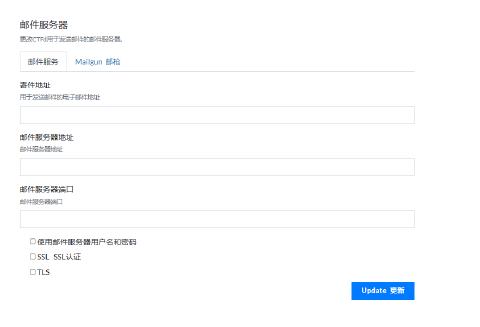 邮件服务器
更改CTRl用于发送邮件的邮件服务器。
邮件服务 Mailgun 邮枪
寄件地址
用于发送邮件的电子邮件地址
邮件服务器地址
邮件服务器地址
邮件服务器端口
邮件服务器端口
使用邮件服务器用户名和密码
SSL SSL认证
TLS
Update 更新